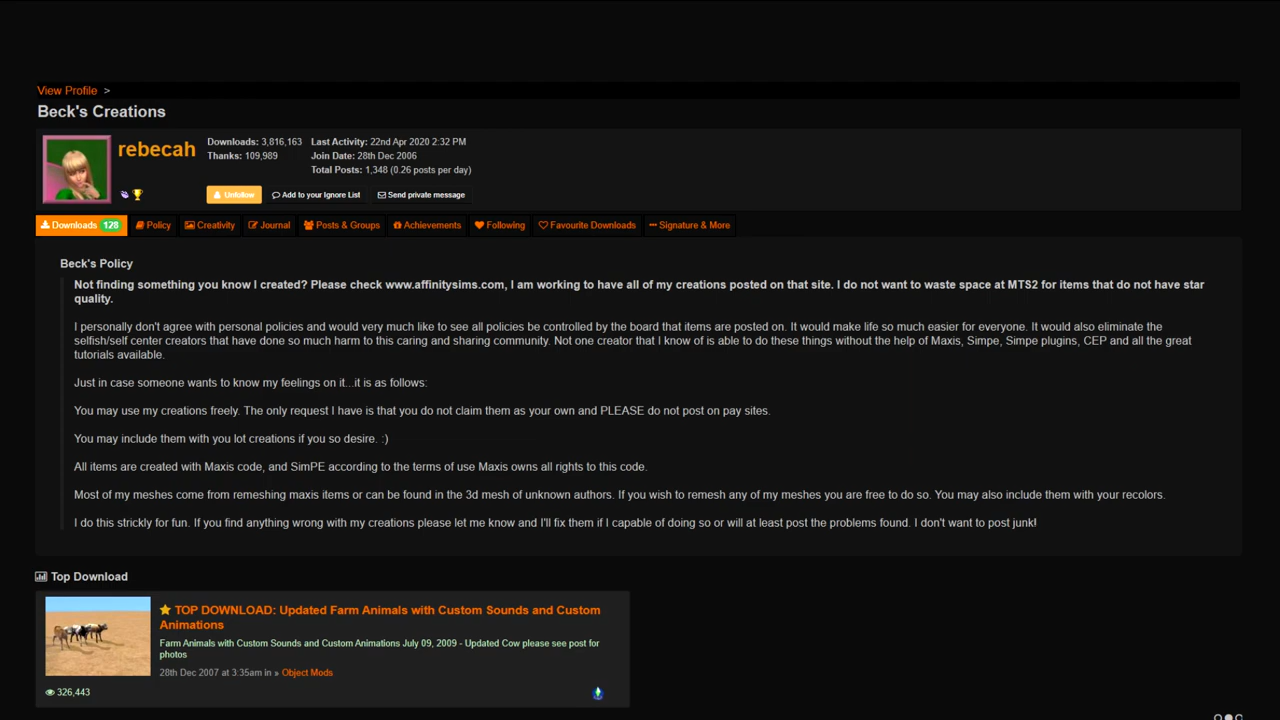 View Profile >
Beck's Creations
rebecah
Downloads: 3,816,163
Thanks: 109,989
Last Activity: 22nd Apr 2020 2:32 PM
Join Date: 28th Dec 2006
Total Posts: 1,348 (0.26 posts per day)
Unfollow
Add to your Ignore List
Send private message
Downloads 128
Policy
Creativity
Journal
Posts & Groups
Achievements
Following
Favourite Downloads
Signature & More
Beck's Policy
Not finding something you know I created? Please check www.affinitysims.com, I am working to have all of my creations posted on that site. I do not want to waste space at MTS2 for items that do not have star
quality.
I personally don't agree with personal policies and would very much like to see all policies be controlled by the board that items are posted on. It would make life so much easier for everyone. It would also eliminate the
selfish/self center creators that have done so much harm to this caring and sharing community. Not one creator that I know of is able to do these things without the help of Maxis, Simpe, Simpe plugins, CEP and all the great
tutorials available.
Just in case someone wants to know my feelings on it...it is as follows:
You may use my creations freely. The only request I have is that you do not claim them as your own and PLEASE do not post on pay sites.
You may include them with you lot creations if you so desire. :)
All items are created with Maxis code, and SimPE according to the terms of use Maxis owns all rights to this code.
Most of my meshes come from remeshing maxis items or can be found in the 3d mesh of unknown authors. If you wish to remesh any of my meshes you are free to do so. You may also include them with your recolors.
I do this strickly for fun. If you find anything wrong with my creations please let me know and I'll fix them if I capable of doing so or will at least post the problems found. I don't want to post junk!
Top Download
TOP DOWNLOAD: Updated Farm Animals with Custom Sounds and Custom
Animations
Farm Animals with Custom Sounds and Custom Animations July 09, 2009 - Updated Cow please see post for
photos
28th Dec 2007 at 3:35am in » Object Mods
326,443